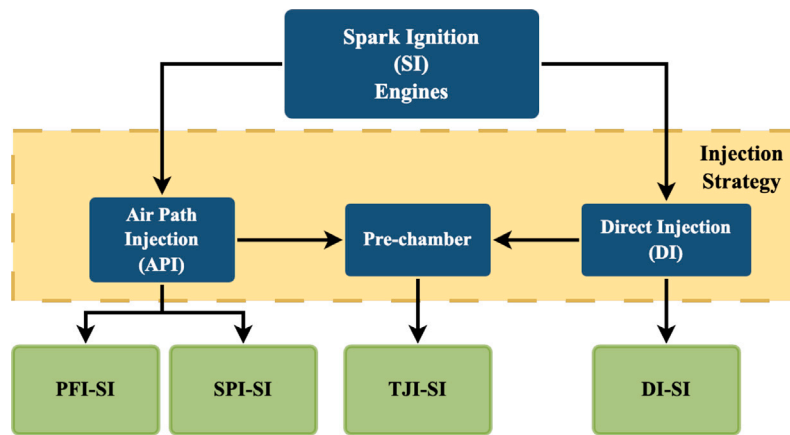 Spark Ignition
(SI)
Engines
Injection
Strategy
Air Path
Injection
(API)
Pre-chamber
Direct Injection
(DI)
PFI-SI
SPI-SI
TJI-SI
DI-SI